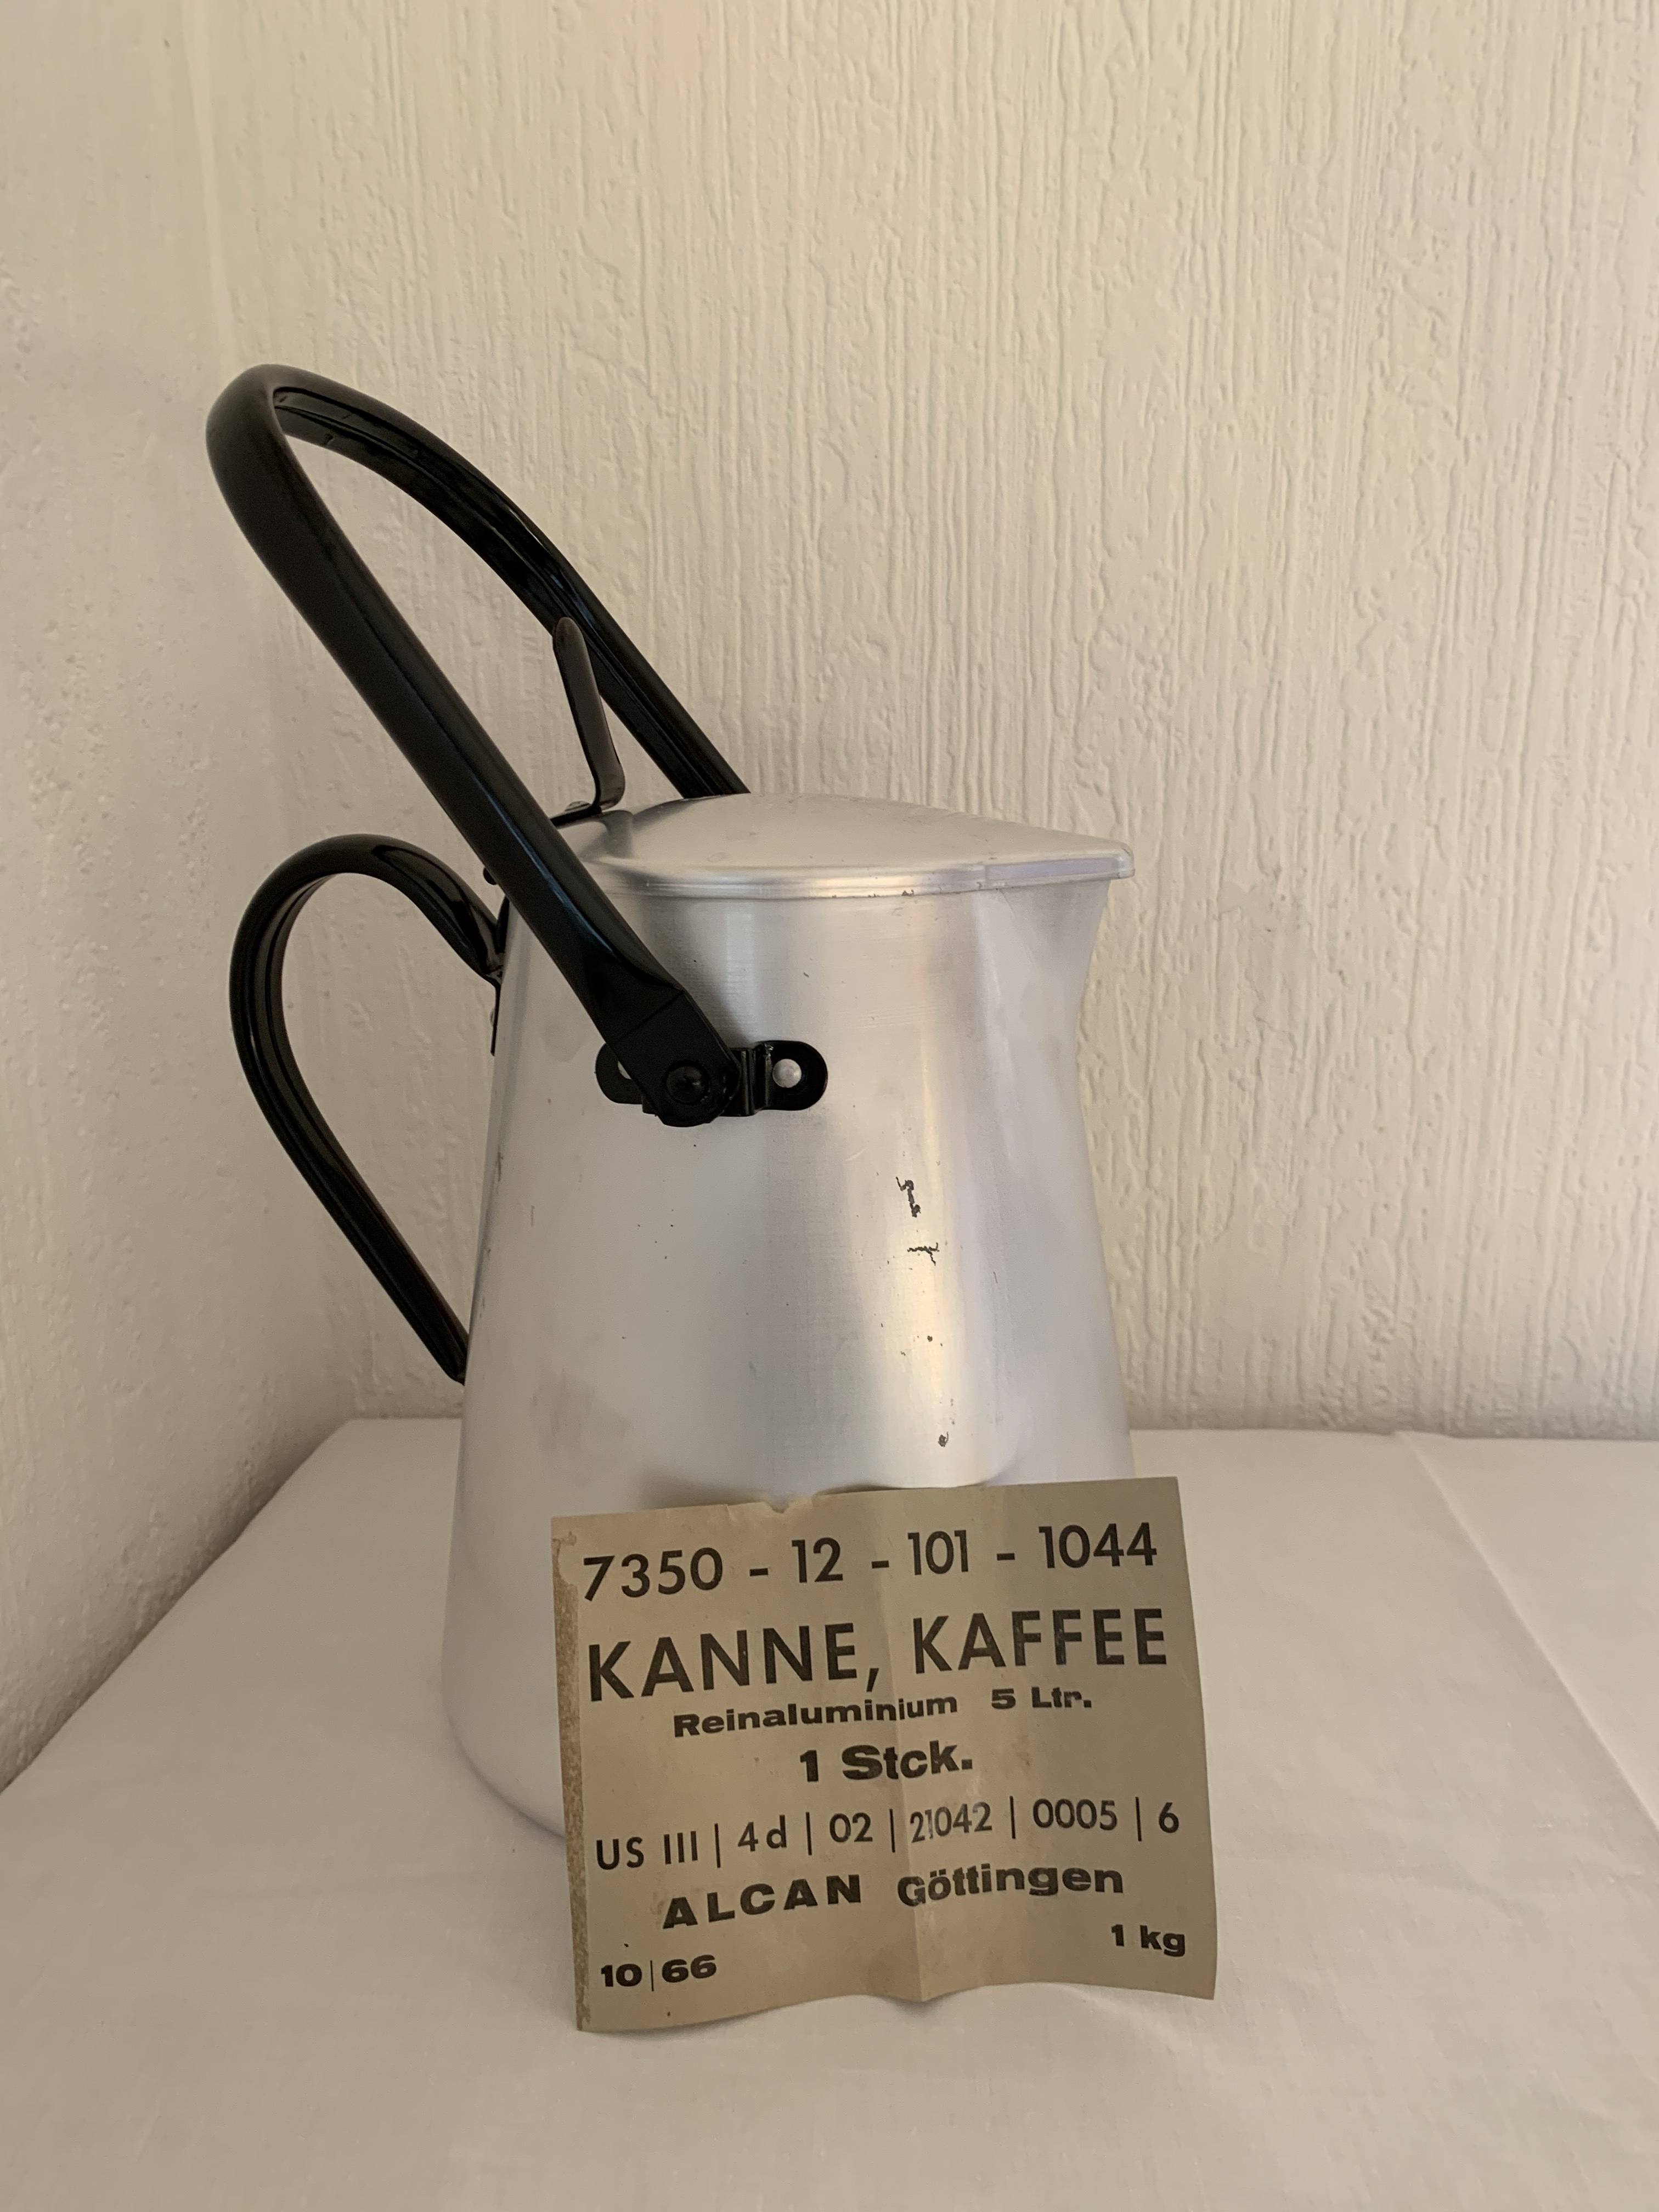 7350 - 12 - 101 - 1044
KANNE, KAFFEE
Reinaluminium 5 Ltr.
1 Stck.
US III | 4d | 02 | 21042 | 0005 | 6
ALCAN Göttingen
1 kg
10|66